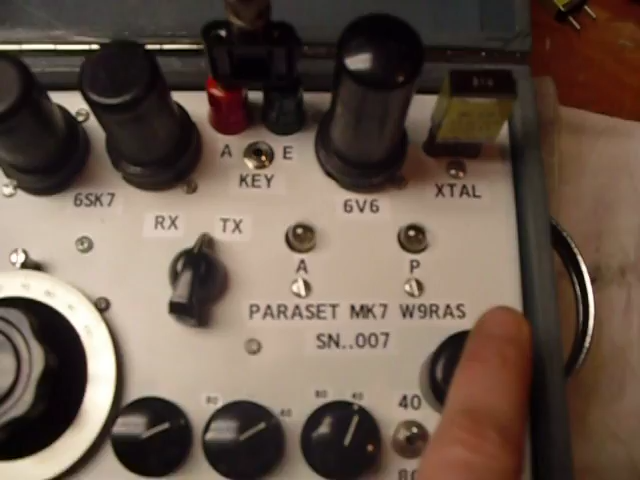 A E
KEY
6SK7
6V6
XTAL
RX TX
A P
PARASET MK7 W9RAS
SN..007
80 40
80 40
40
80